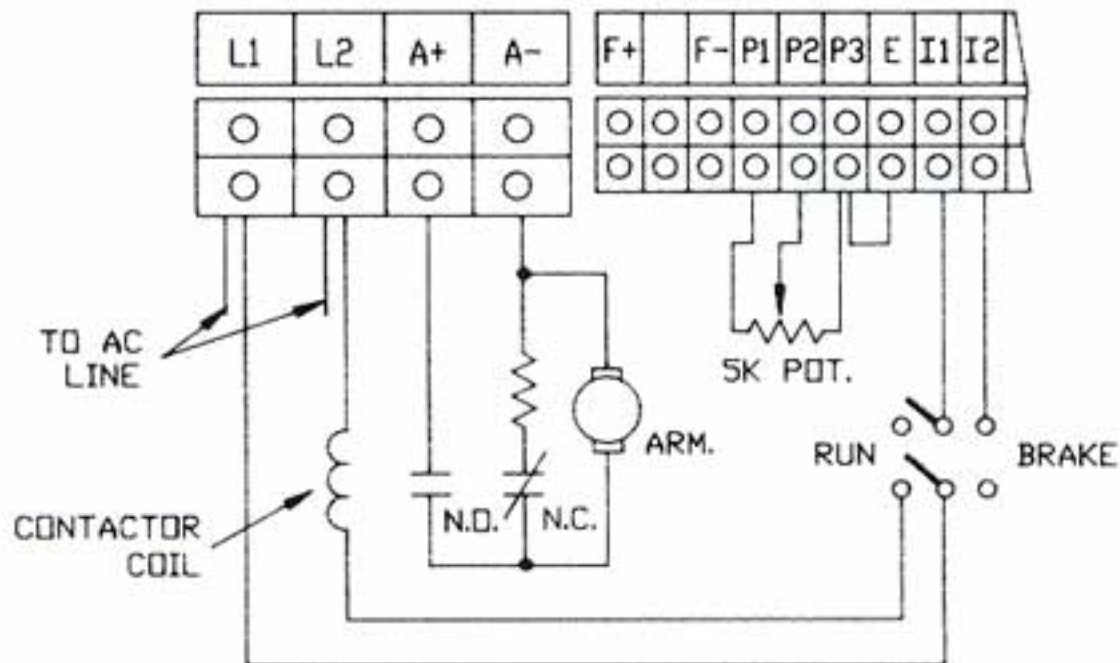 L1 L2 A+ A- F+ F- P1 P2 P3 E I1 I2
TO AC
LINE
5K POT.
ARM.
RUN
BRAKE
N.O.
N.C.
CONTACTOR
COIL